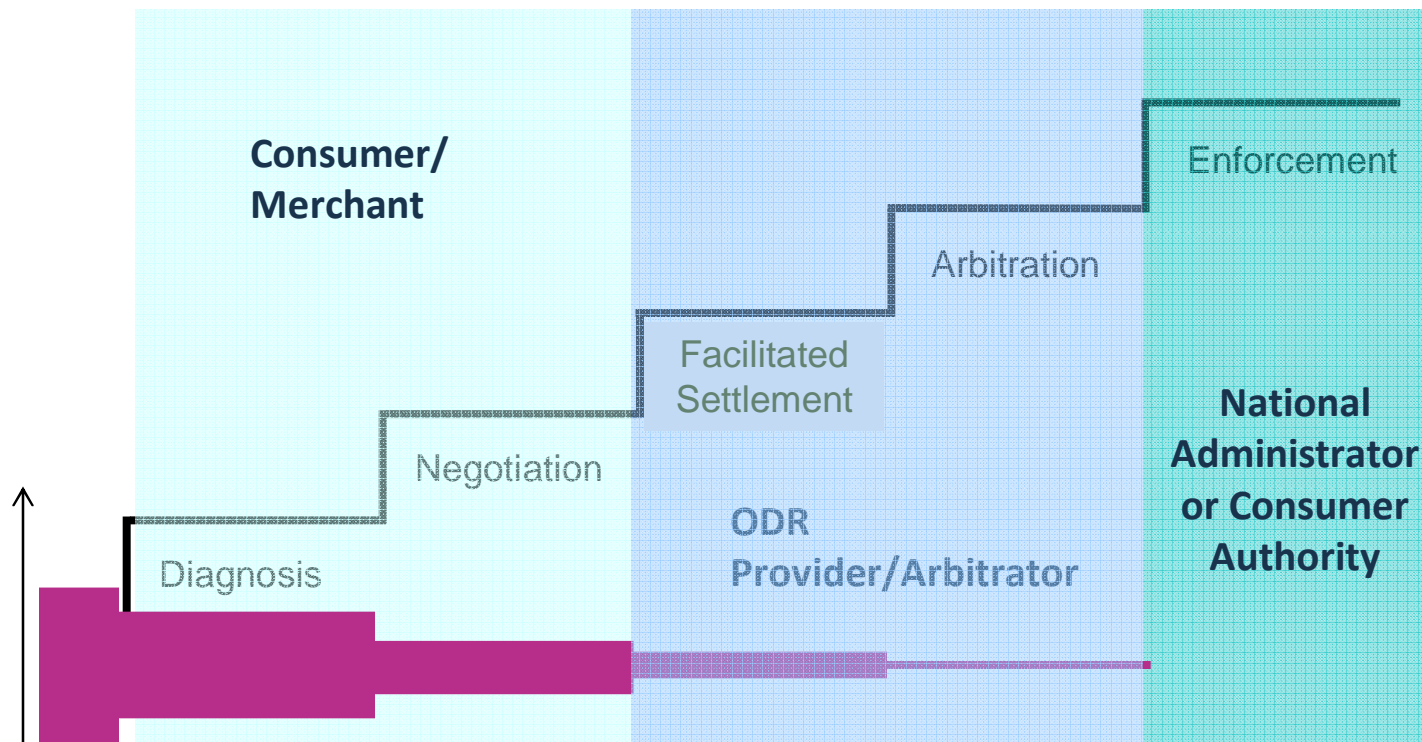 Consumer/
Merchant
Enforcement
Arbitration
Facilitated
Settlement
National
Administrator
or Consumer
Authority
Negotiation
ODR
Provider/Arbitrator
Diagnosis